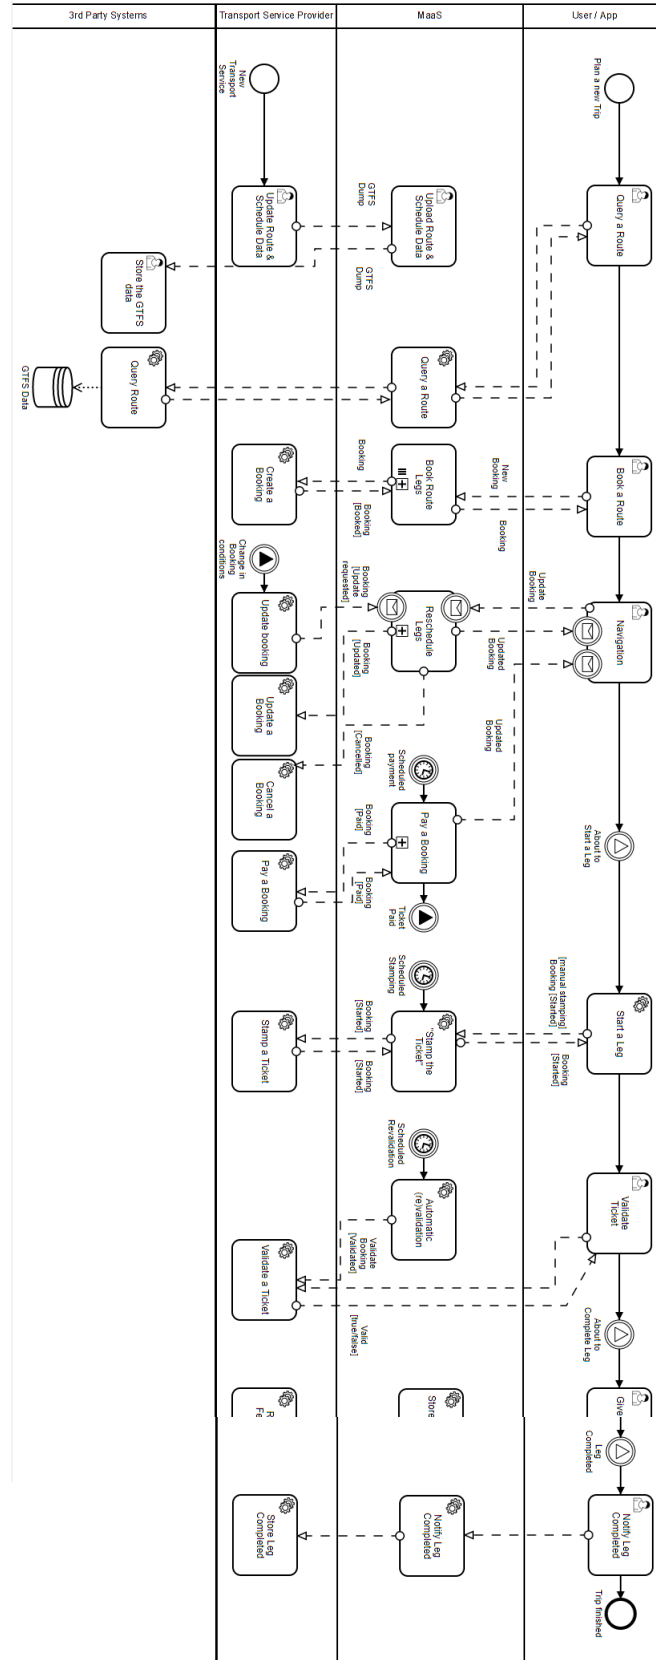 3rd Party Systems
Transport Service Provider
MaaS
User / App
New
Transport
Service
Plan a new Trip
Update Route &
Schedule Data
GTFS
Dump
Upload Route &
Schedule Data
GTFS
Dump
Query a Route
Store the GTFS
data
GTFS Data
Query Route
Query a Route
Create a
Booking
Booking
Booking
[Booked]
Book Route
Legs
New
Booking
Booking
Book a Route
Change in
Booking
conditions
Update booking
Booking
[Update
requested]
Reschedule
Legs
Update
Booking
Updated
Booking
Navigation
Update a
Booking
Booking
[Updated]
Updated
Booking
Cancel a
Booking
Booking
[Cancelled]
Scheduled
payment
Pay a Booking
Booking
[Paid]
Booking
[Paid]
Pay a Booking
Ticket
Paid
About to
Start a Leg
Scheduled
Stamping
Stamp a Ticket
Booking
[Started]
Booking
[Started]
"Stamp the
Ticket"
[manual stamping]
Booking [Started]
Booking
[Started]
Start a Leg
Scheduled
Revalidation
Automatic
(re)validation
Validate
Ticket
Validate a Ticket
Validate
Booking
[Validated]
Valid
[true/false]
About to
Complete Leg
R
Fe
Store
Give
Leg
Completed
Store Leg
Completed
Notify Leg
Completed
Notify Leg
Completed
Trip finished